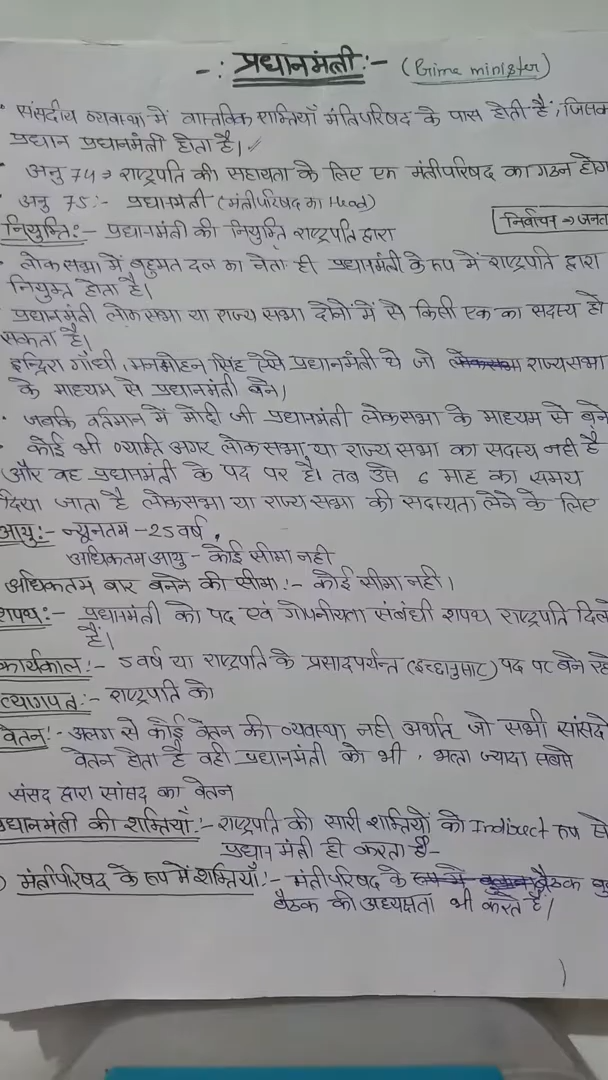 -: प्रधानमंत्री :- (Prime minister)
• संसदीय व्यवस्था में वास्तविक शक्तियाँ मंत्रिपरिषद के पास होती हैं, जिसका
प्रधान प्रधानमंत्री होता है। ✓
• अनु 74 → राष्ट्रपति की सहायता के लिए एक मंत्रीपरिषद का गठन होगा
• अनु 75 :- प्रधानमंत्री (मंत्रीपरिषद का Head)
निर्वाचन → जनता
नियुक्ति :- प्रधानमंत्री की नियुक्ति राष्ट्रपति द्वारा
• लोकसभा में बहुमत दल का नेता ही प्रधानमंत्री के रूप में राष्ट्रपति द्वारा
नियुक्त होता है।
• प्रधानमंत्री लोकसभा या राज्य सभा दोनों में से किसी एक का सदस्य हो
सकता है।
इन्दिरा गाँधी, मनमोहन सिंह ऐसे प्रधानमंत्री थे जो राज्यसभा
के माध्यम से प्रधानमंत्री बने।
• जबकि वर्तमान में मोदी जी प्रधानमंत्री लोकसभा के माध्यम से बने
• कोई भी व्यक्ति अगर लोकसभा या राज्य सभा का सदस्य नही है
और वह प्रधानमंत्री के पद पर है। तब उसे 6 माह का समय
दिया जाता है लोकसभा या राज्य सभा की सदस्यता लेने के लिए
आयु :- न्यूनतम - 25 वर्ष,
अधिकतम आयु - कोई सीमा नही
अधिकतम बार बनने की सीमा :- कोई सीमा नही।
शपथ :- प्रधानमंत्री को पद एवं गोपनीयता संबंधी शपथ राष्ट्रपति दिलाते
हैं।
कार्यकाल :- 5 वर्ष या राष्ट्रपति के प्रसादपर्यन्त (इच्छानुसार) पद पर बने
त्यागपत्र :- राष्ट्रपति को
वेतन :- अलग से कोई वेतन की व्यवस्था नही अर्थात् जो सभी सांसदो
वेतन होता है वही प्रधानमंत्री को भी, भत्ता ज्यादा सबसे
संसद द्वारा सांसद का वेतन
प्रधानमंत्री की शक्तियाँ :- राष्ट्रपति की सारी शक्तियों को Indirect रूप से
प्रधान मंत्री ही करता है -
) मंत्रीपरिषद के रूप में शक्तियाँ :- मंत्रीपरिषद के बैठक
बैठक की अध्यक्षता भी करते हैं।